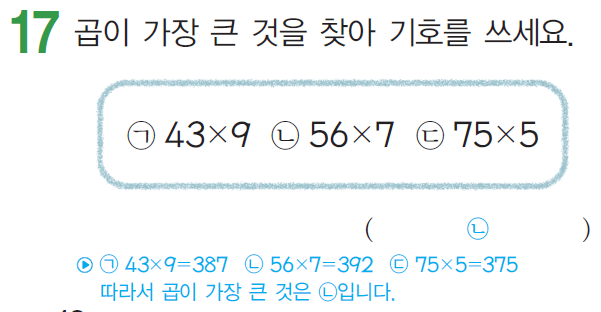 17 곱이 가장 큰 것을 찾아 기호를 쓰세요.
㉠ 43×9 ㉡ 56×7 ㉢ 75×5
( ㉡ )
▶ ㉠ 43×9=387 ㉡ 56×7=392 ㉢ 75×5=375
따라서 곱이 가장 큰 것은 ㉡입니다.